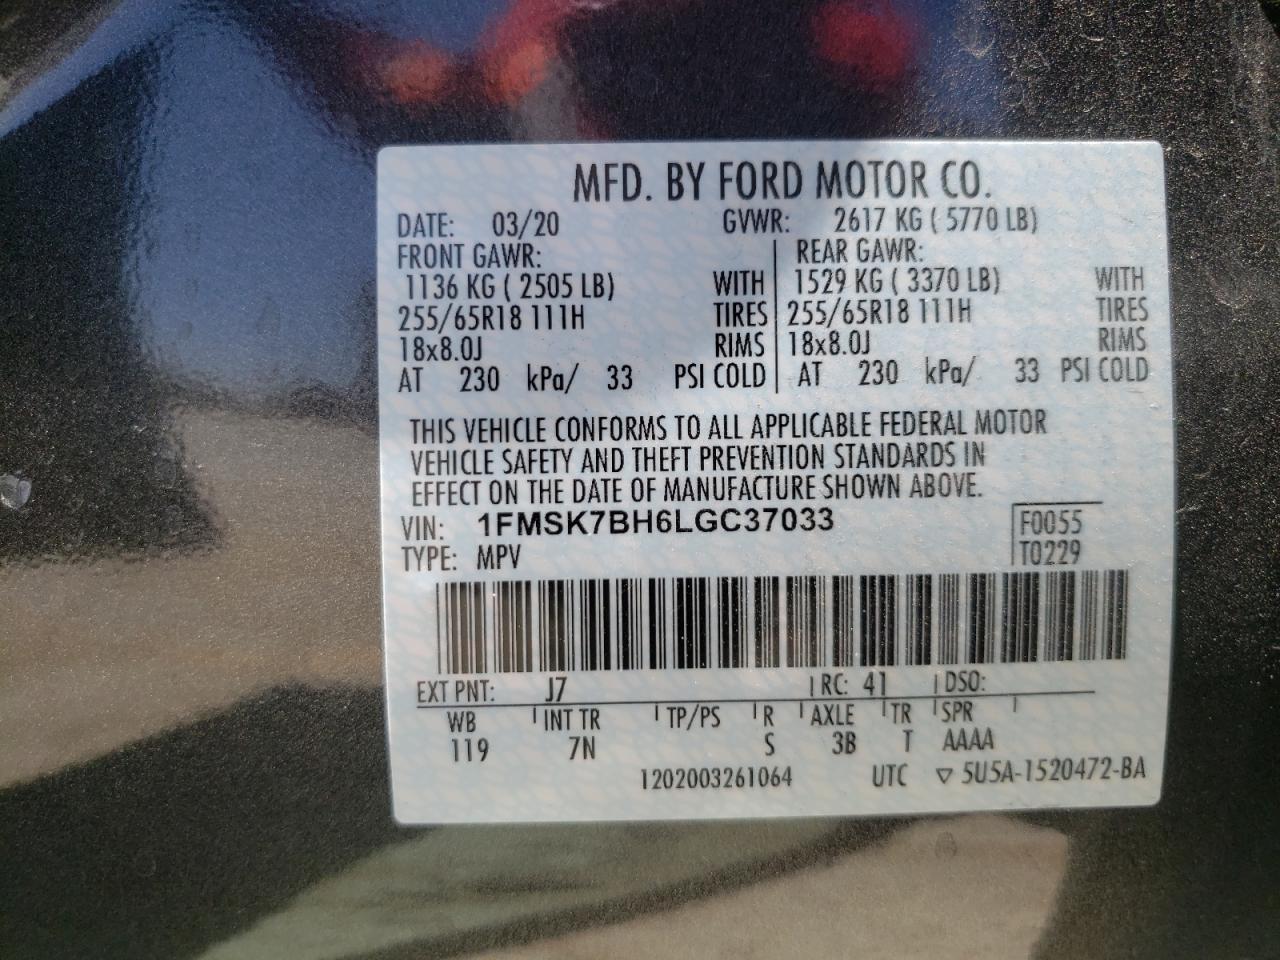 MFD. BY FORD MOTOR CO.
DATE: 03/20 GVWR: 2617 KG ( 5770 LB)
FRONT GAWR: REAR GAWR:
1136 KG ( 2505 LB) WITH 1529 KG ( 3370 LB) WITH
255/65R18 111H TIRES 255/65R18 111H TIRES
18x8.0J RIMS 18x8.0J RIMS
AT 230 kPa/ 33 PSI COLD AT 230 kPa/ 33 PSI COLD
THIS VEHICLE CONFORMS TO ALL APPLICABLE FEDERAL MOTOR
VEHICLE SAFETY AND THEFT PREVENTION STANDARDS IN
EFFECT ON THE DATE OF MANUFACTURE SHOWN ABOVE.
VIN: 1FMSK7BH6LGC37033 F0055
TYPE: MPV T0229
EXT PNT: J7 RC: 41 DSO:
WB INT TR TP/PS R AXLE TR SPR
119 7N S 3B T AAAA
1202003261064 UTC ▽ 5U5A-1520472-BA